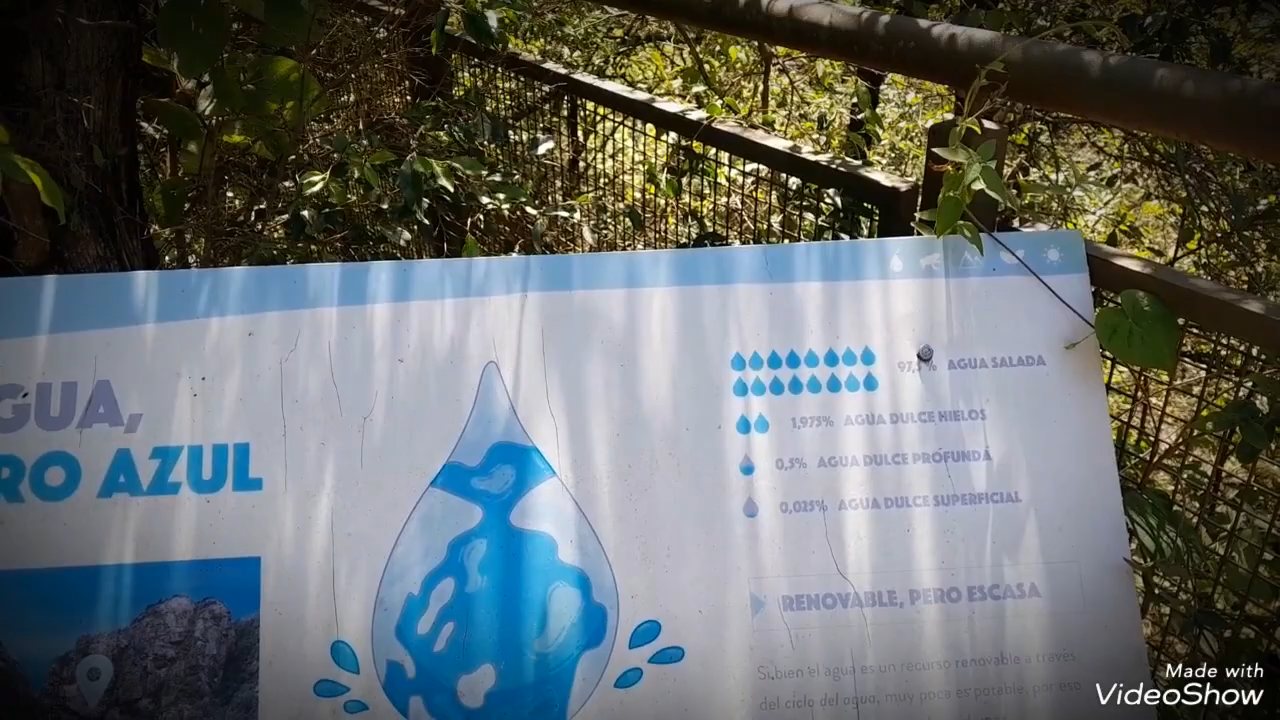 GUA,
RO AZUL
97,5% AGUA SALADA
1,975% AGUA DULCE HIELOS
0,5% AGUA DULCE PROFUNDA
0,025% AGUA DULCE SUPERFICIAL
RENOVABLE, PERO ESCASA
Si bien el agua es un recurso renovable a través
del ciclo del agua, muy poca es potable, por eso
Made with
VideoShow